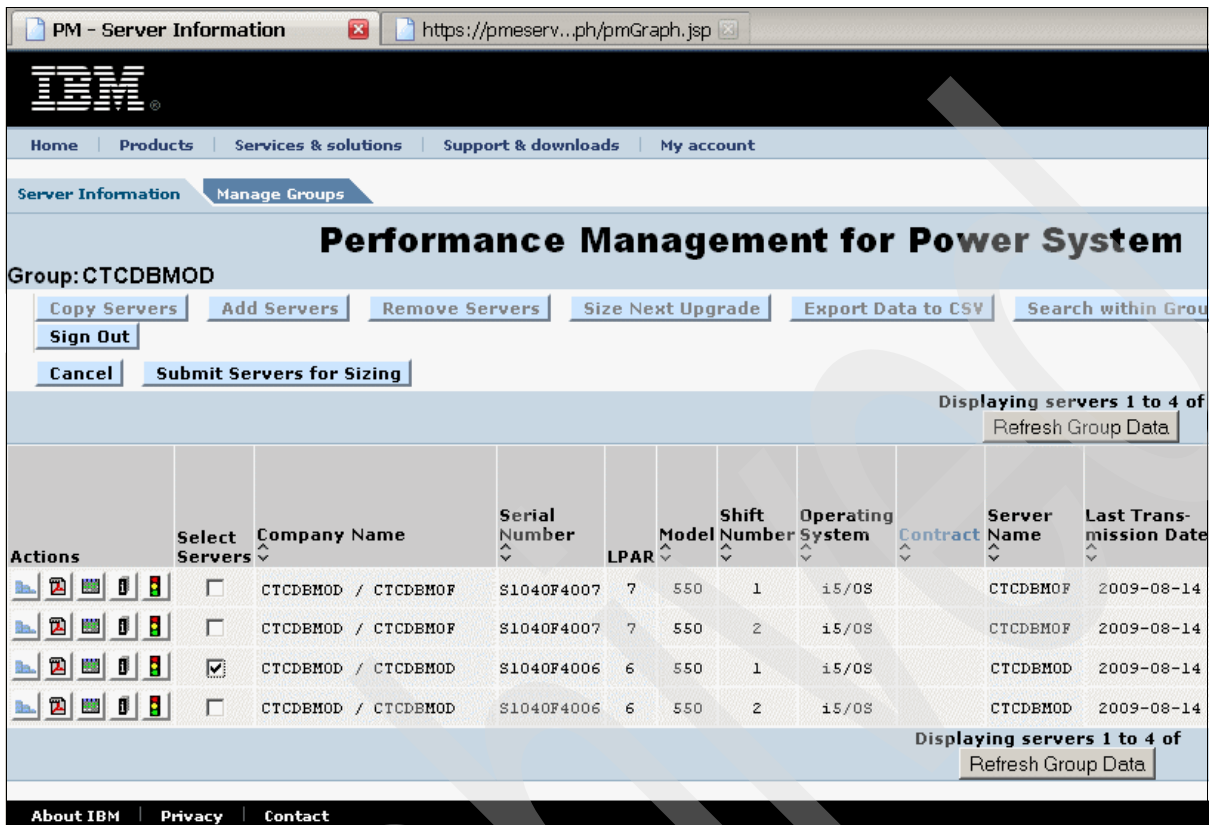 PM - Server Information https://pmeserv...ph/pmGraph.jsp
IBM®
Home | Products | Services & solutions | Support & downloads | My account
Server Information Manage Groups
Performance Management for Power System
Group: CTCDBMOD
Copy Servers Add Servers Remove Servers Size Next Upgrade Export Data to CSV Search within Grou
Sign Out
Cancel Submit Servers for Sizing
Displaying servers 1 to 4 of
Refresh Group Data
Actions Select Servers Company Name Serial Number LPAR Model Shift Number Operating System Contract Server Name Last Trans-mission Date
CTCDBMOD / CTCDBMOF S1040F4007 7 550 1 i5/OS CTCDBMOF 2009-08-14
CTCDBMOD / CTCDBMOF S1040F4007 7 550 2 i5/OS CTCDBMOF 2009-08-14
CTCDBMOD / CTCDBMOD S1040F4006 6 550 1 i5/OS CTCDBMOD 2009-08-14
CTCDBMOD / CTCDBMOD S1040F4006 6 550 2 i5/OS CTCDBMOD 2009-08-14
Displaying servers 1 to 4 of
Refresh Group Data
About IBM | Privacy | Contact